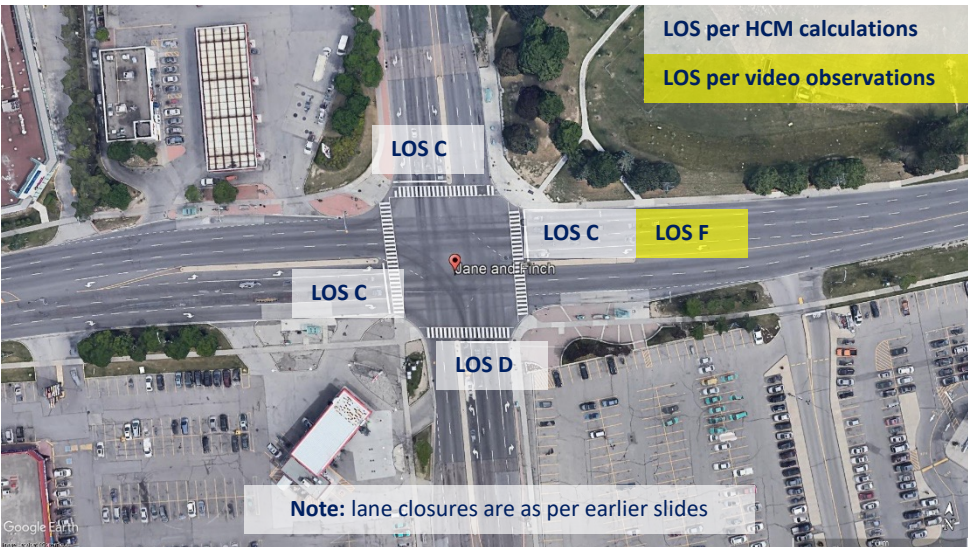 LOS per HCM calculations
LOS per video observations
LOS C
LOS C
LOS F
Jane and Finch
LOS C
LOS D
Note: lane closures are as per earlier slides
Google Earth
N